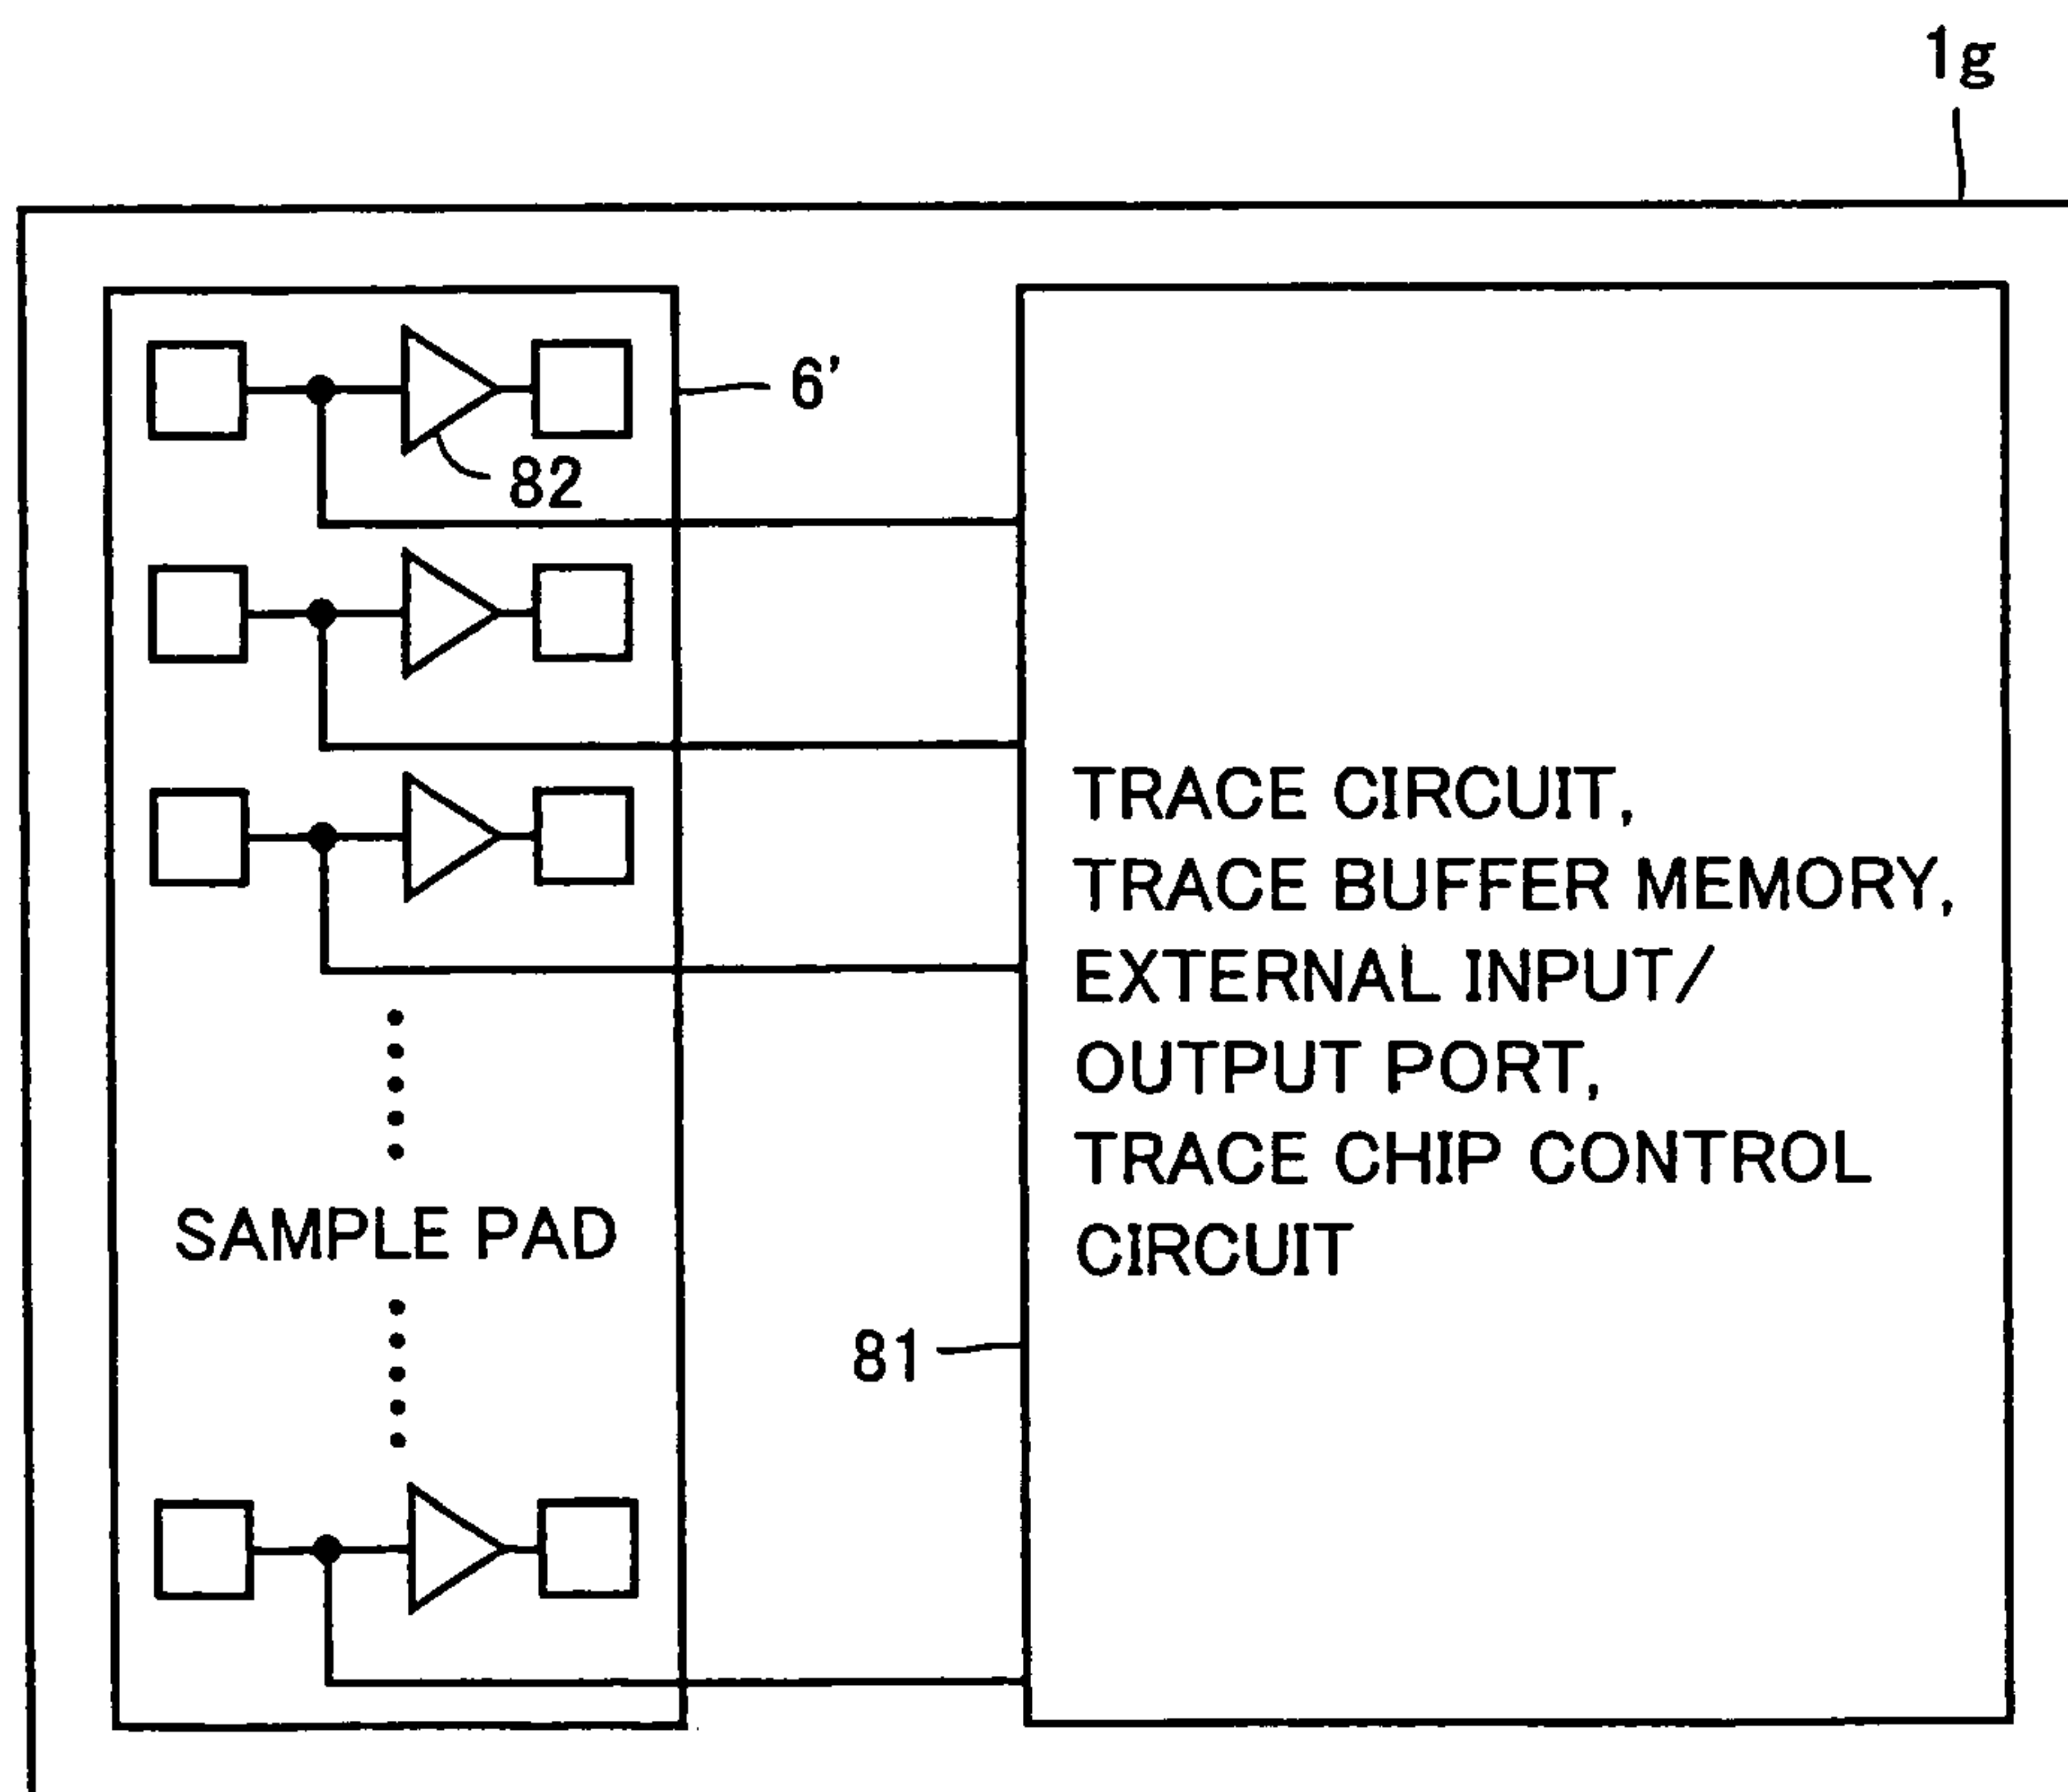 1g
6'
82
TRACE CIRCUIT,
TRACE BUFFER MEMORY,
EXTERNAL INPUT/
OUTPUT PORT,
TRACE CHIP CONTROL
CIRCUIT
SAMPLE PAD
81